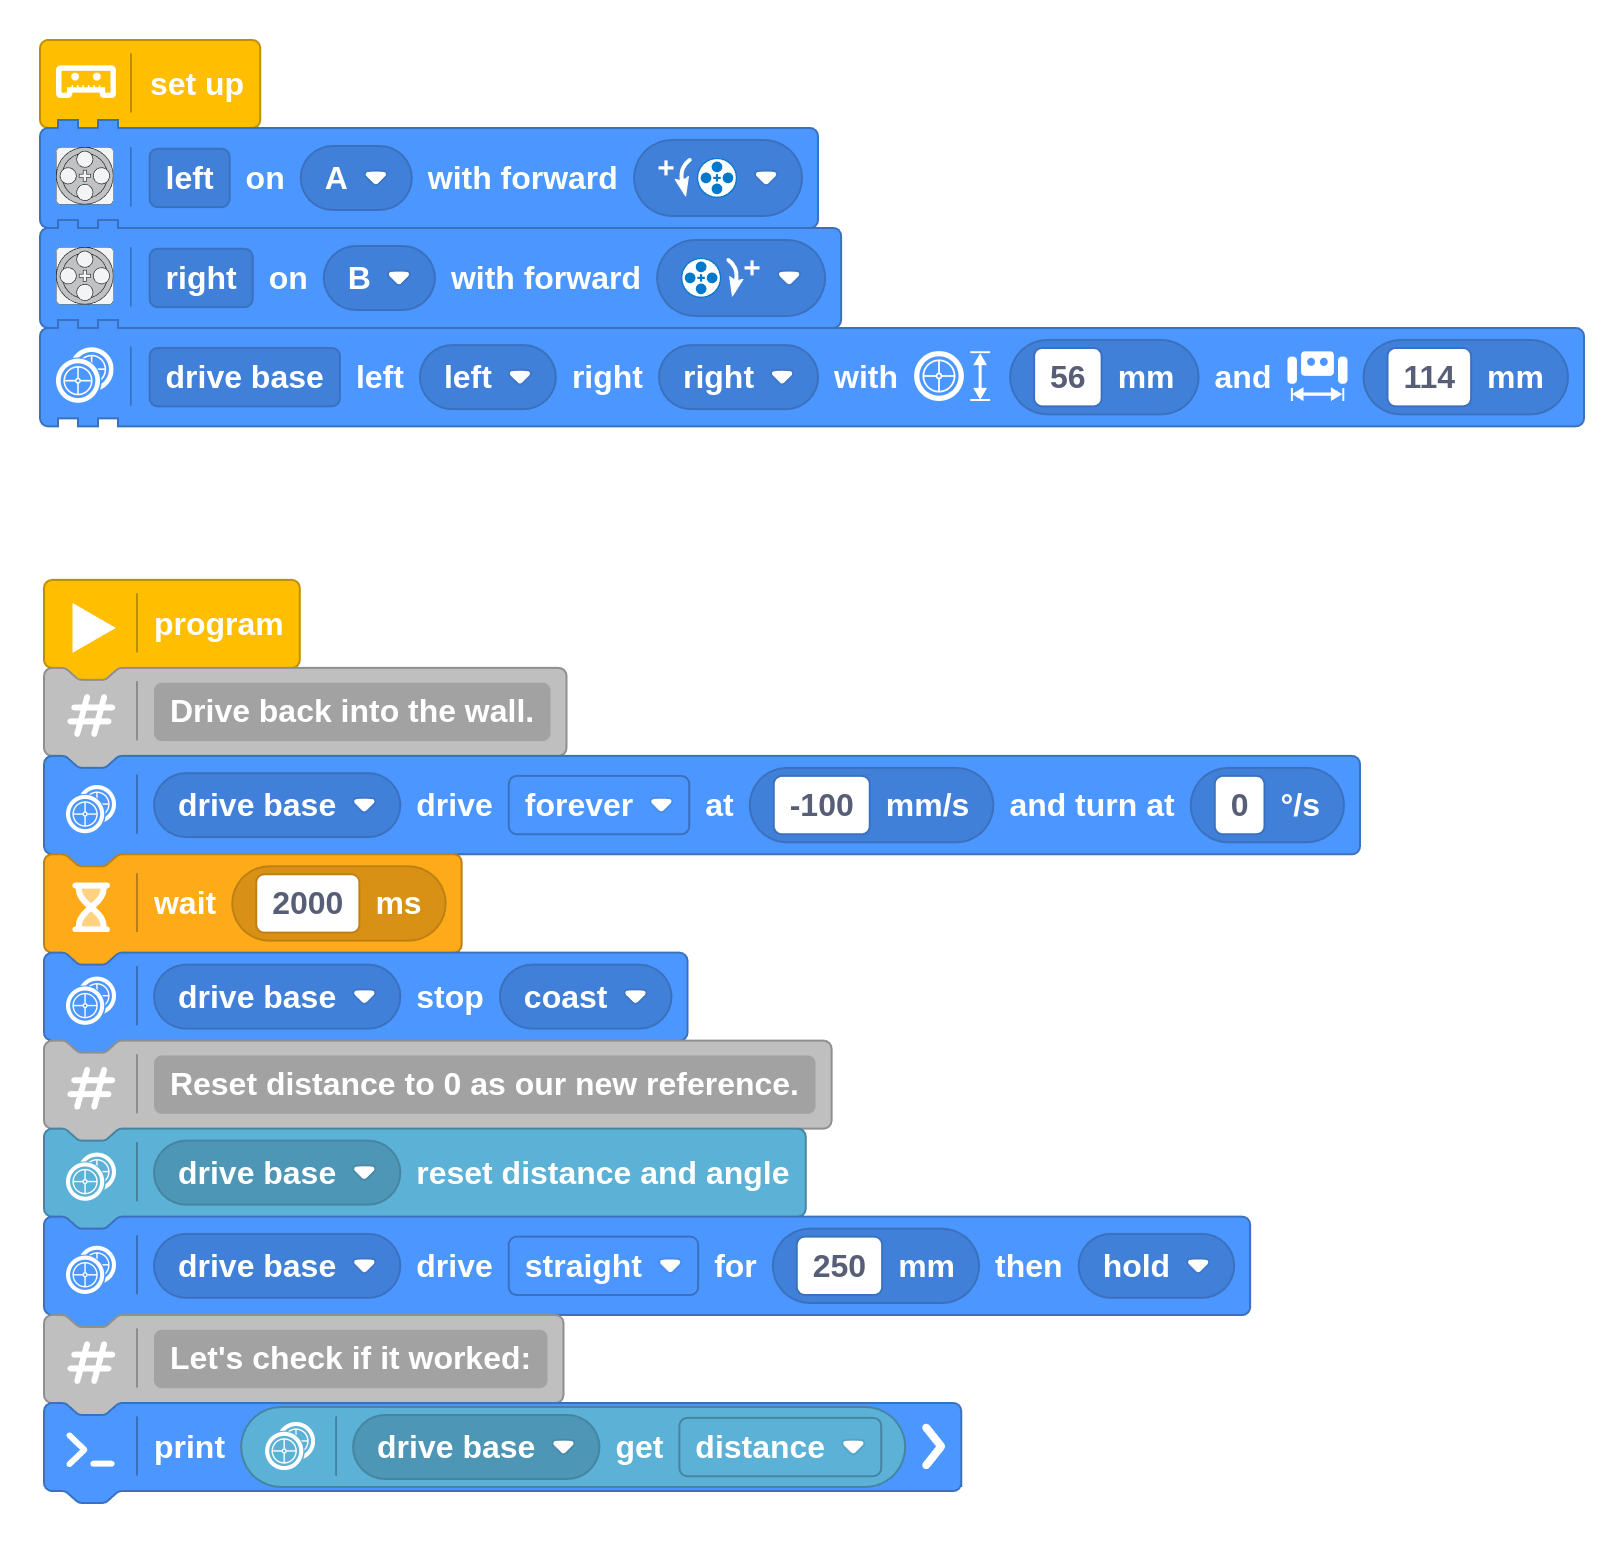 set up
left on A with forward +
right on B with forward +
drive base left left right right with 56 mm and 114 mm
program
# Drive back into the wall.
drive base drive forever at -100 mm/s and turn at 0 °/s
wait 2000 ms
drive base stop coast
# Reset distance to 0 as our new reference.
drive base reset distance and angle
drive base drive straight for 250 mm then hold
# Let's check if it worked:
print drive base get distance